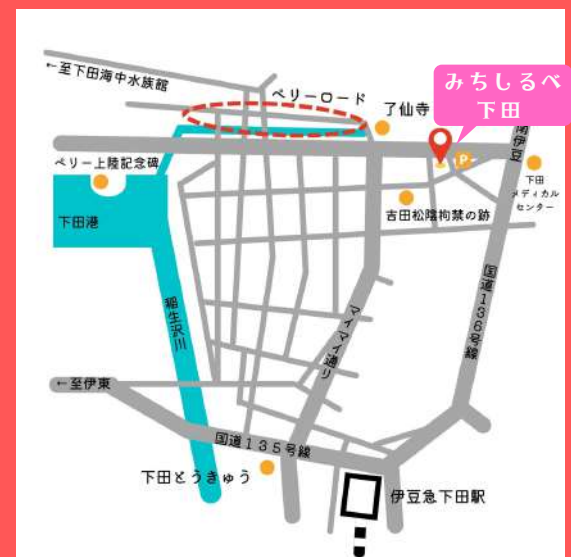 ←至下田海中水族館
ペリーロード
了仙寺
みちしるべ
下田
南伊豆
P
ペリー上陸記念碑
下田
メディカル
センター
吉田松陰拘禁の跡
下田港
稲生沢川
マイマイ通り
国道136号線
←至伊東
国道135号線
下田とうきゅう
伊豆急下田駅